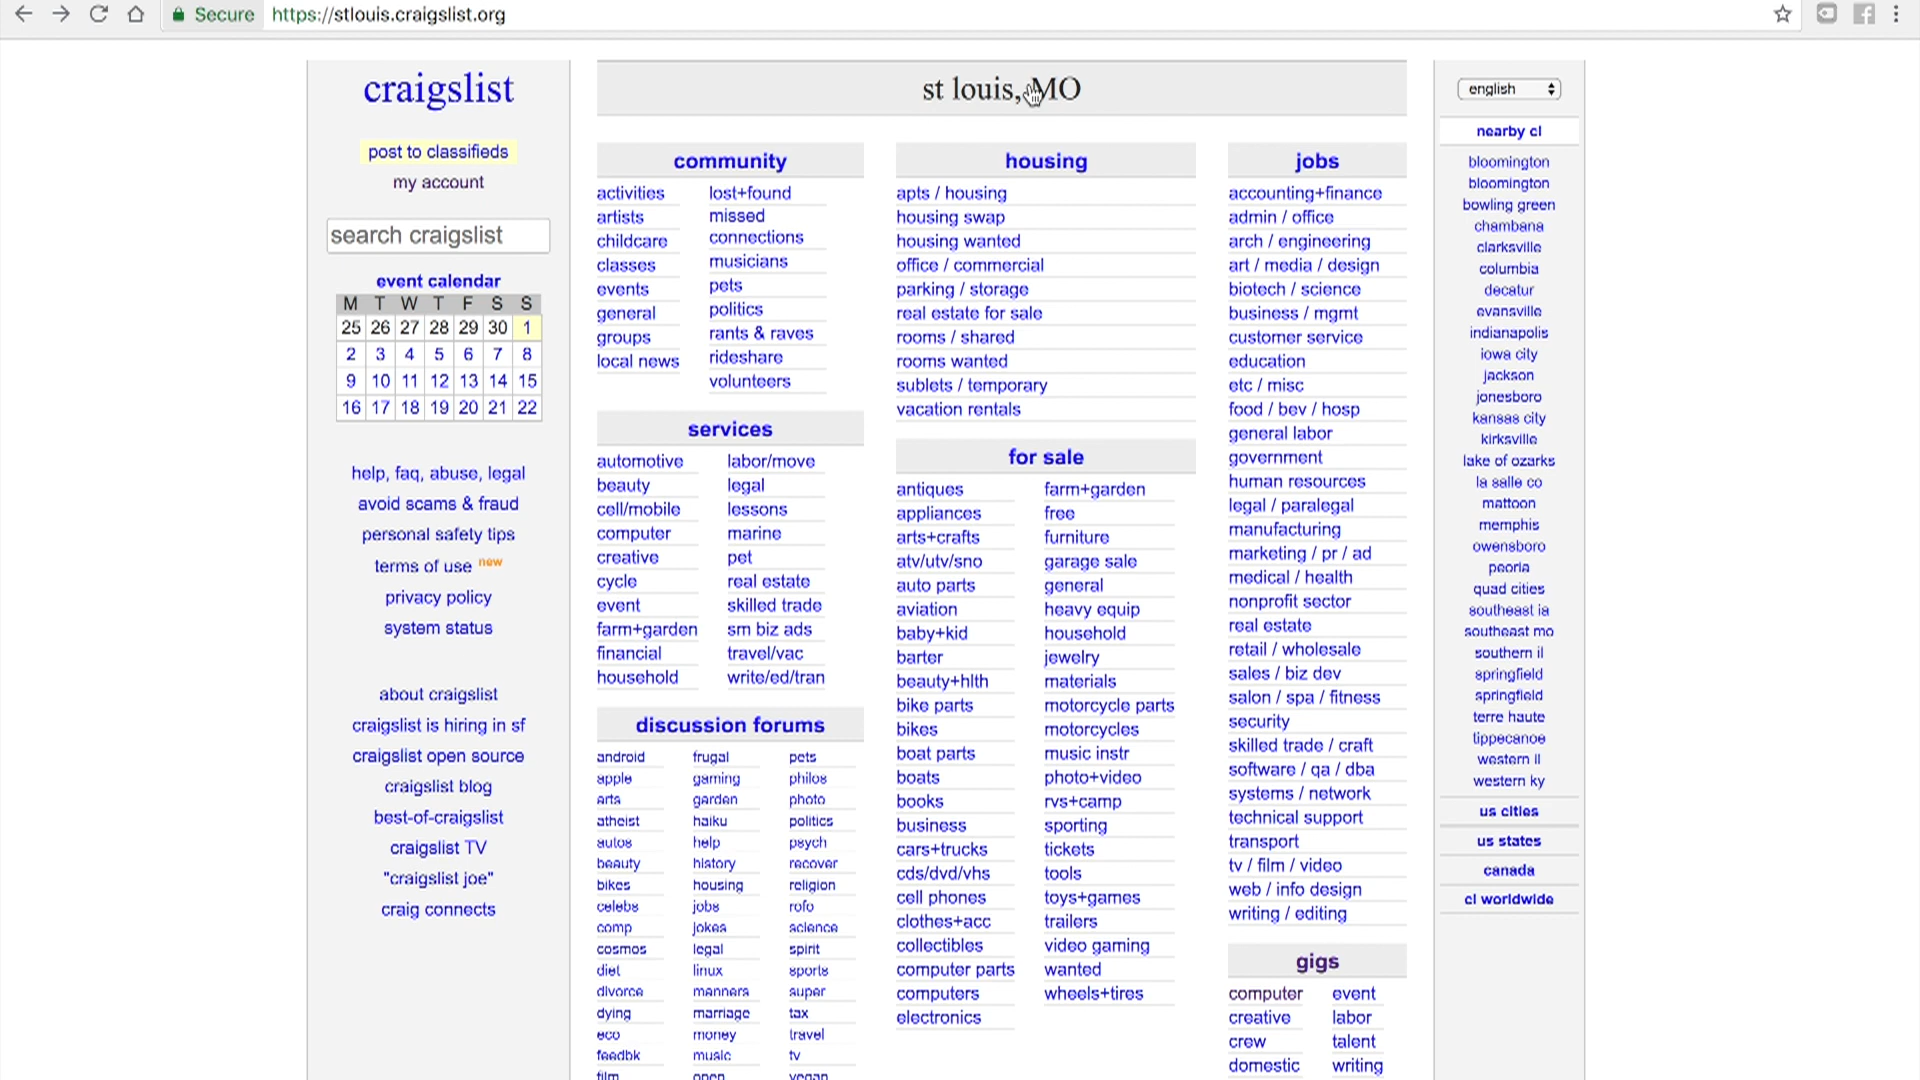 Secure
https://stlouis.craigslist.org
craigslist
post to classifieds
my account
search craigslist
event calendar
M T W T F S S
25 26 27 28 29 30 1
2 3 4 5 6 7 8
9 10 11 12 13 14 15
16 17 18 19 20 21 22
help, faq, abuse, legal
avoid scams & fraud
personal safety tips
terms of use new
privacy policy
system status
about craigslist
craigslist is hiring in sf
craigslist open source
craigslist blog
best-of-craigslist
craigslist TV
"craigslist joe"
craig connects
st louis, MO
community
activities
artists
childcare
classes
events
general
groups
local news
lost+found
missed
connections
musicians
pets
politics
rants & raves
rideshare
volunteers
services
automotive
beauty
cell/mobile
computer
creative
cycle
event
farm+garden
financial
household
labor/move
legal
lessons
marine
pet
real estate
skilled trade
sm biz ads
travel/vac
write/ed/tran
discussion forums
android
apple
arts
atheist
autos
beauty
bikes
celebs
comp
cosmos
diet
divorce
dying
eco
feedbk
film
frugal
gaming
garden
haiku
help
history
housing
jobs
jokes
legal
linux
manners
marriage
money
music
open
pets
philos
photo
politics
psych
recover
religion
rofo
science
spirit
sports
super
tax
travel
tv
vegan
housing
apts / housing
housing swap
housing wanted
office / commercial
parking / storage
real estate for sale
rooms / shared
rooms wanted
sublets / temporary
vacation rentals
for sale
antiques
appliances
arts+crafts
atv/utv/sno
auto parts
aviation
baby+kid
barter
beauty+hlth
bike parts
bikes
boat parts
boats
books
business
cars+trucks
cds/dvd/vhs
cell phones
clothes+acc
collectibles
computer parts
computers
electronics
farm+garden
free
furniture
garage sale
general
heavy equip
household
jewelry
materials
motorcycle parts
motorcycles
music instr
photo+video
rvs+camp
sporting
tickets
tools
toys+games
trailers
video gaming
wanted
wheels+tires
jobs
accounting+finance
admin / office
arch / engineering
art / media / design
biotech / science
business / mgmt
customer service
education
etc / misc
food / bev / hosp
general labor
government
human resources
legal / paralegal
manufacturing
marketing / pr / ad
medical / health
nonprofit sector
real estate
retail / wholesale
sales / biz dev
salon / spa / fitness
security
skilled trade / craft
software / qa / dba
systems / network
technical support
transport
tv / film / video
web / info design
writing / editing
gigs
computer
creative
crew
domestic
event
labor
talent
writing
english
nearby cl
bloomington
bloomington
bowling green
chambana
clarksville
columbia
decatur
evansville
indianapolis
iowa city
jackson
jonesboro
kansas city
kirksville
lake of ozarks
la salle co
mattoon
memphis
owensboro
peoria
quad cities
southeast ia
southeast mo
southern il
springfield
springfield
terre haute
tippecanoe
western il
western ky
us cities
us states
canada
cl worldwide